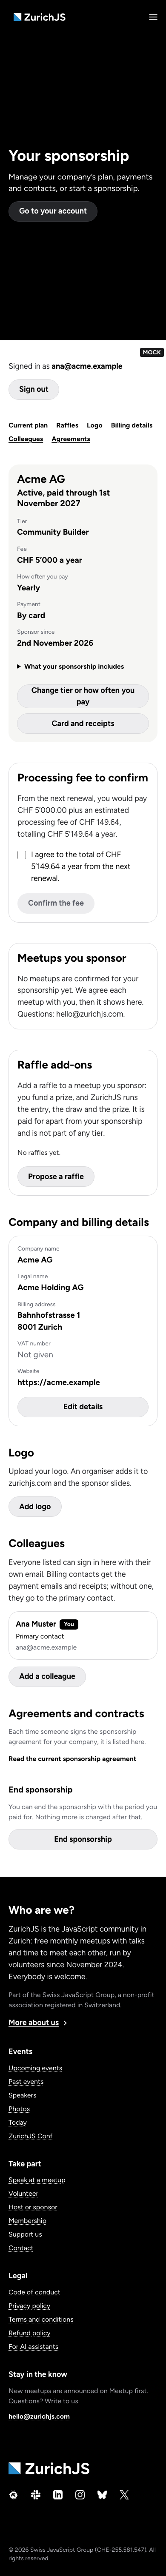 ZurichJS
Your sponsorship
Manage your company's plan, payments
and contacts, or start a sponsorship.
Go to your account
MOCK
Signed in as ana@acme.example
Sign out
Current plan Raffles Logo Billing details
Colleagues Agreements
Acme AG
Active, paid through 1st
November 2027
Tier
Community Builder
Fee
CHF 5'000 a year
How often you pay
Yearly
Payment
By card
Sponsor since
2nd November 2026
What your sponsorship includes
Change tier or how often you
pay
Card and receipts
Processing fee to confirm
From the next renewal, you would pay
CHF 5'000.00 plus an estimated
processing fee of CHF 149.64,
totalling CHF 5'149.64 a year.
I agree to the total of CHF
5'149.64 a year from the next
renewal.
Confirm the fee
Meetups you sponsor
No meetups are confirmed for your
sponsorship yet. We agree each
meetup with you, then it shows here.
Questions: hello@zurichjs.com.
Raffle add-ons
Add a raffle to a meetup you sponsor:
you fund a prize, and ZurichJS runs
the entry, the draw and the prize. It is
paid for apart from your sponsorship
and is not part of any tier.
No raffles yet.
Propose a raffle
Company and billing details
Company name
Acme AG
Legal name
Acme Holding AG
Billing address
Bahnhofstrasse 1
8001 Zurich
VAT number
Not given
Website
https://acme.example
Edit details
Logo
Upload your logo. An organiser adds it to
zurichjs.com and the sponsor slides.
Add logo
Colleagues
Everyone listed can sign in here with their
own email. Billing contacts get the
payment emails and receipts; without one,
they go to the primary contact.
Ana Muster You
Primary contact
ana@acme.example
Add a colleague
Agreements and contracts
Each time someone signs the sponsorship
agreement for your company, it is listed here.
Read the current sponsorship agreement
End sponsorship
You can end the sponsorship with the period you
paid for. Nothing more is charged after that.
End sponsorship
Who are we?
ZurichJS is the JavaScript community in
Zurich: free monthly meetups with talks
and time to meet each other, run by
volunteers since November 2024.
Everybody is welcome.
Part of the Swiss JavaScript Group, a non-profit
association registered in Switzerland.
More about us
Events
Upcoming events
Past events
Speakers
Photos
Today
ZurichJS Conf
Take part
Speak at a meetup
Volunteer
Host or sponsor
Membership
Support us
Contact
Legal
Code of conduct
Privacy policy
Terms and conditions
Refund policy
For AI assistants
Stay in the know
New meetups are announced on Meetup first.
Questions? Write to us.
hello@zurichjs.com
ZurichJS
© 2026 Swiss JavaScript Group (CHE-255.581.547). All
rights reserved.